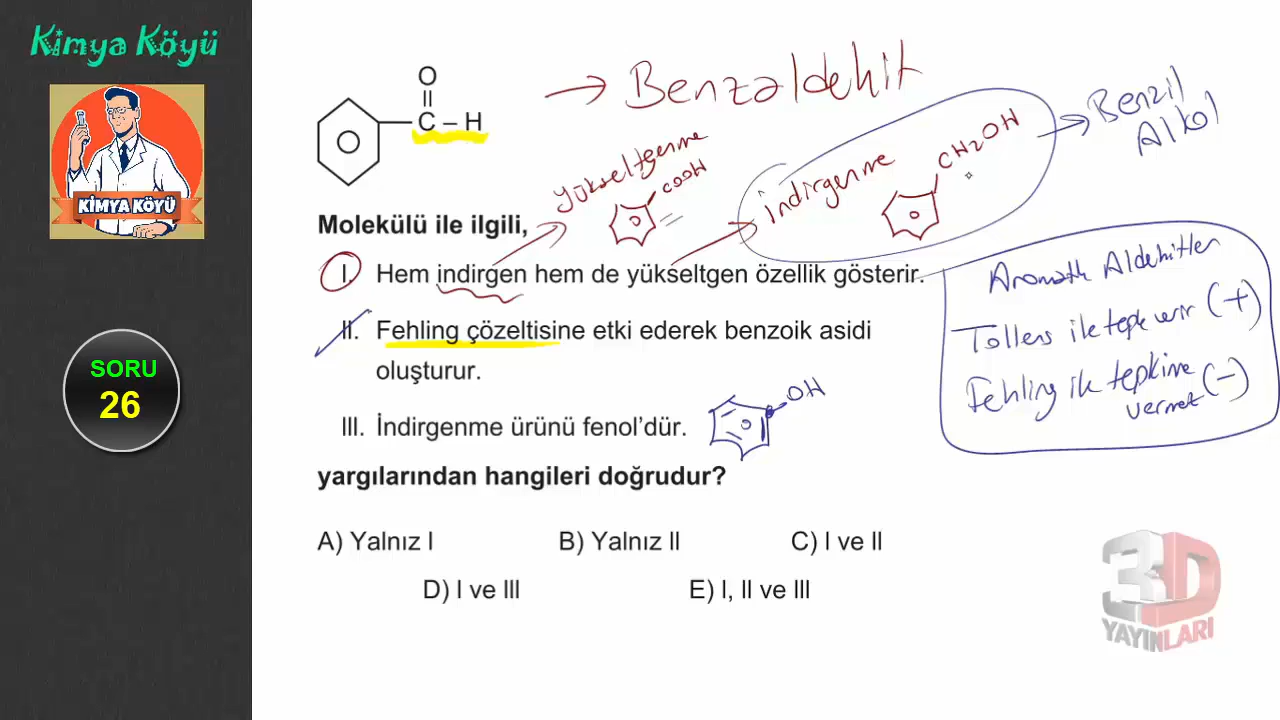 Kimya Köyü
KİMYA KÖYÜ
SORU
26
O
C – H
→ Benzaldehit
Yükseltgenme
COOH
İndirgenme
CH2OH
→ Benzil
Alkol
Molekülü ile ilgili,
I. Hem indirgen hem de yükseltgen özellik gösterir.
II. Fehling çözeltisine etki ederek benzoik asidi
oluşturur.
III. İndirgenme ürünü fenol’dür.
OH
Aromatik Aldehitler
Tollens ile tepk verir (+)
Fehling ile tepkime
vermez (-)
yargılarından hangileri doğrudur?
A) Yalnız I
B) Yalnız II
C) I ve II
D) I ve III
E) I, II ve III
3D
YAYINLARI